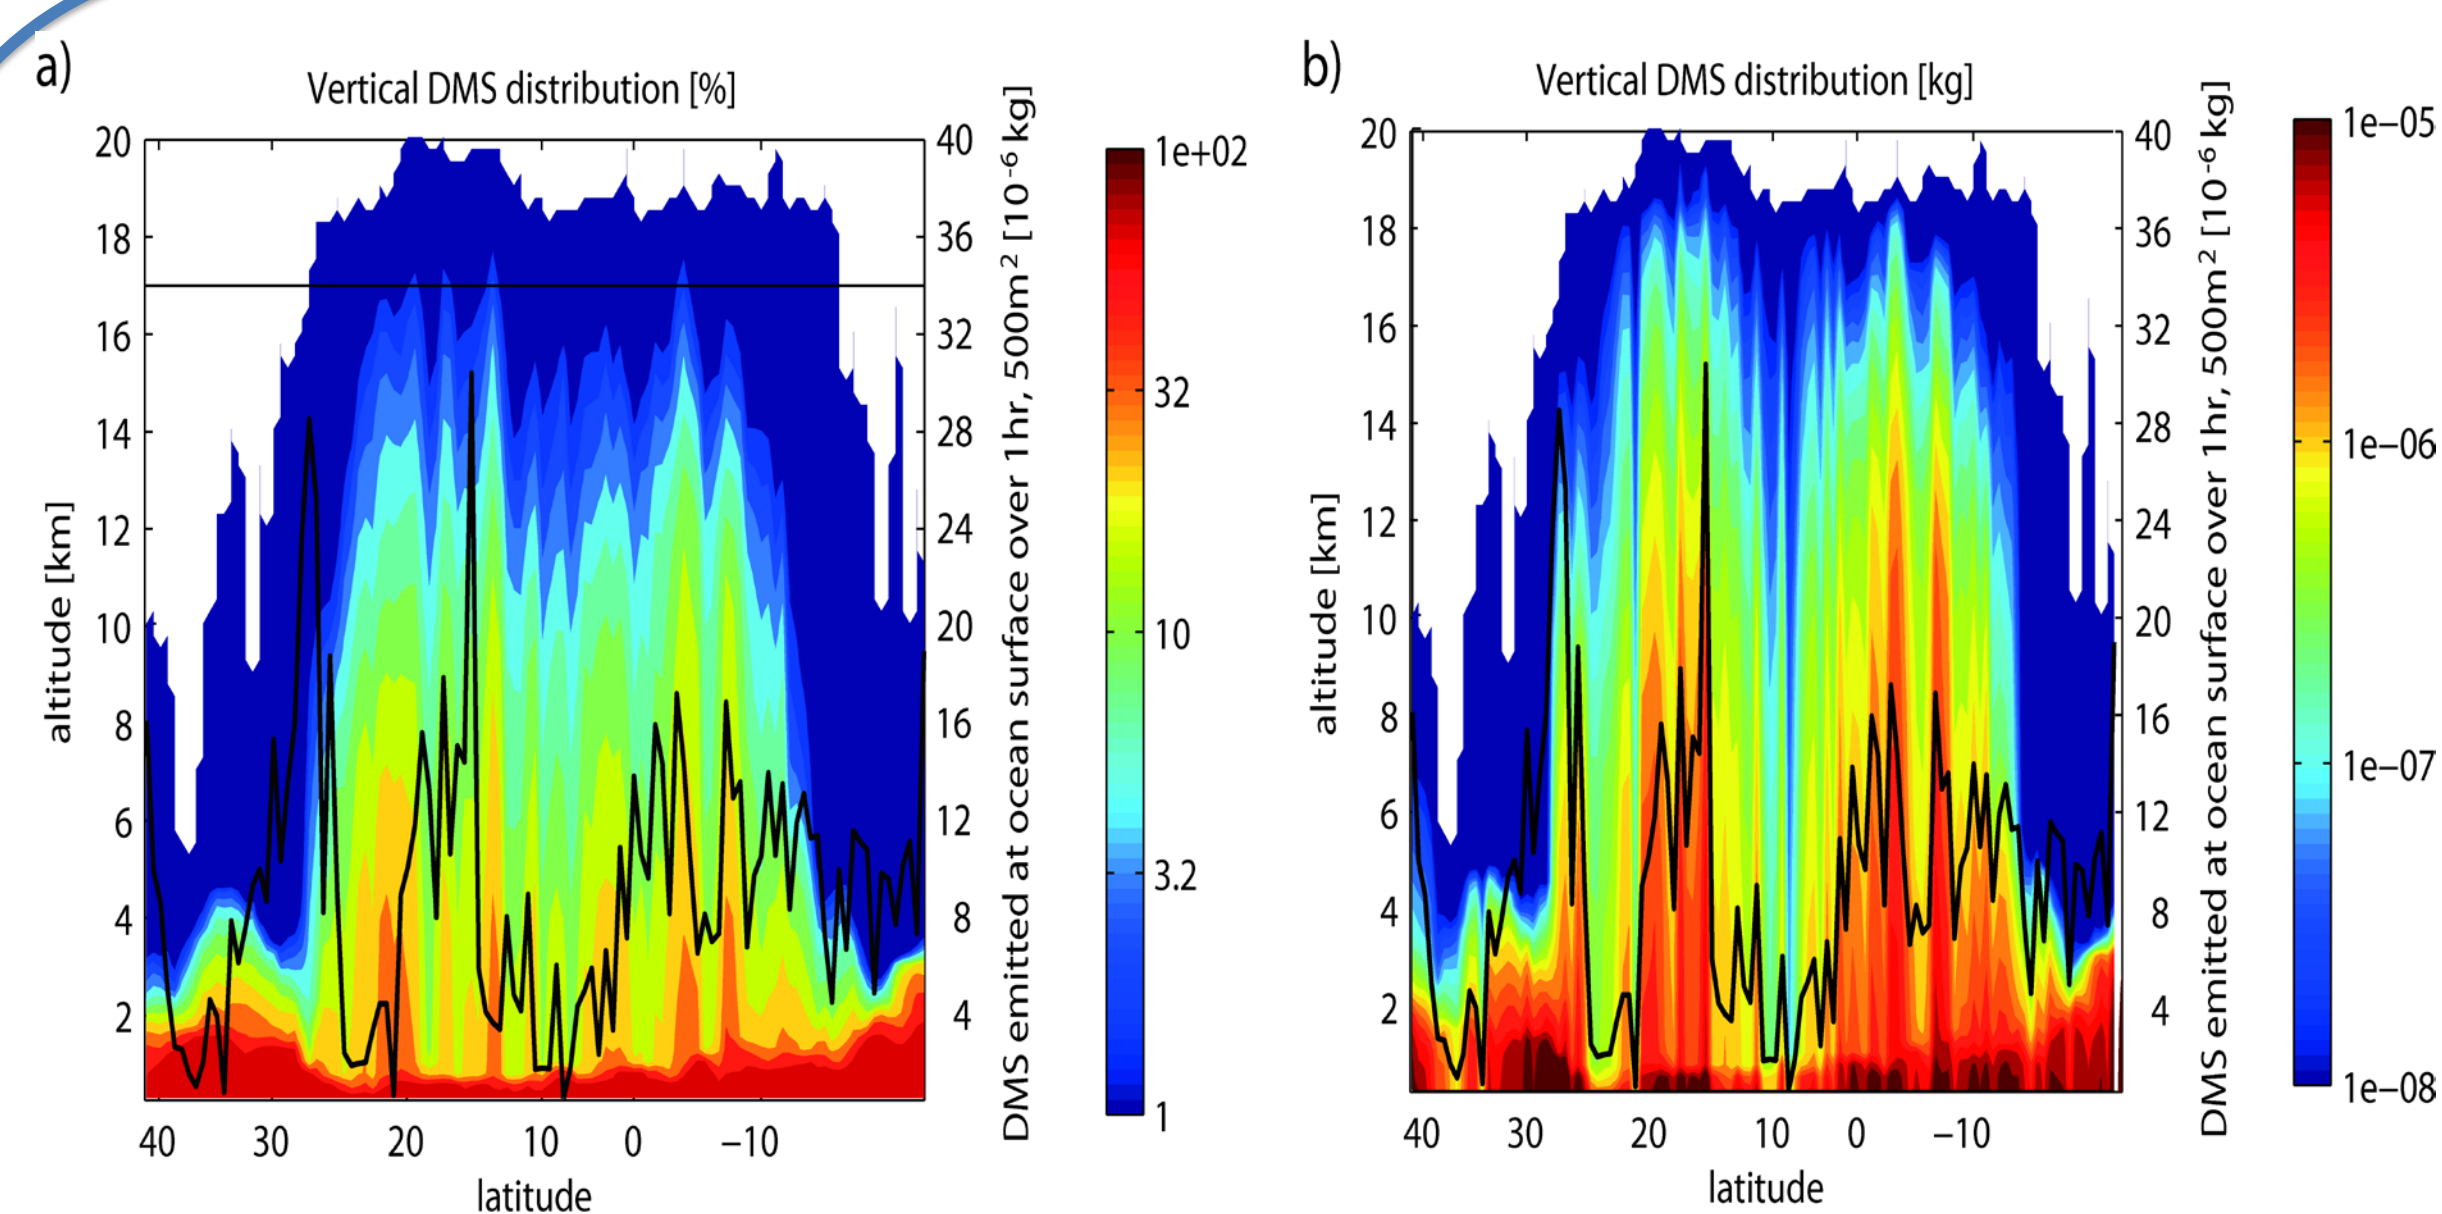 a)
Vertical DMS distribution [%]
20
18
16
14
12
10
8
6
4
2
altitude [km]
40
36
32
28
24
20
16
12
8
4
DMS emitted at ocean surface over 1hr, 500m² [10⁻⁶ kg]
40 30 20 10 0 −10
latitude
1e+02
32
10
3.2
1
b)
Vertical DMS distribution [kg]
20
18
16
14
12
10
8
6
4
2
altitude [km]
40
36
32
28
24
20
16
12
8
4
DMS emitted at ocean surface over 1hr, 500m² [10⁻⁶ kg]
40 30 20 10 0 −10
latitude
1e−05
1e−06
1e−07
1e−08